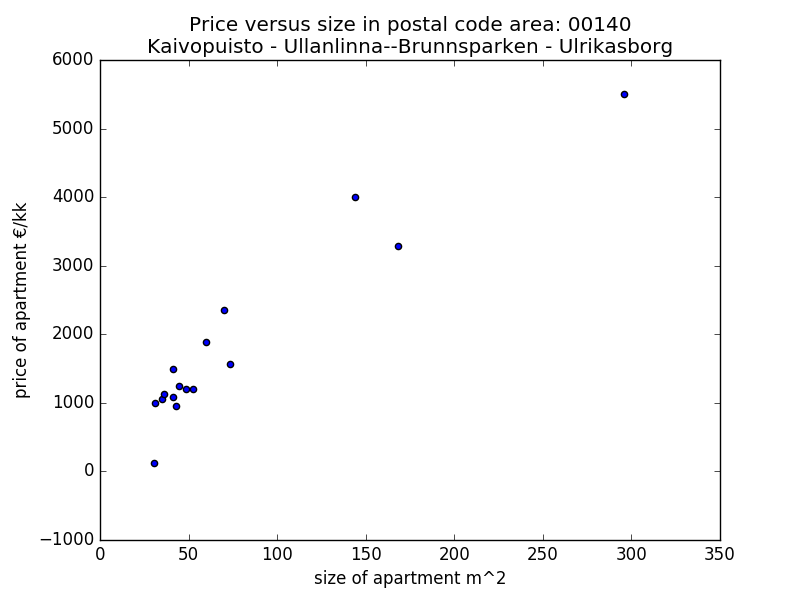 Price versus size in postal code area: 00140
Kaivopuisto - Ullanlinna--Brunnsparken - Ulrikasborg
6000
5000
4000
3000
2000
1000
0
−1000
price of apartment €/kk
0 50 100 150 200 250 300 350
size of apartment m^2